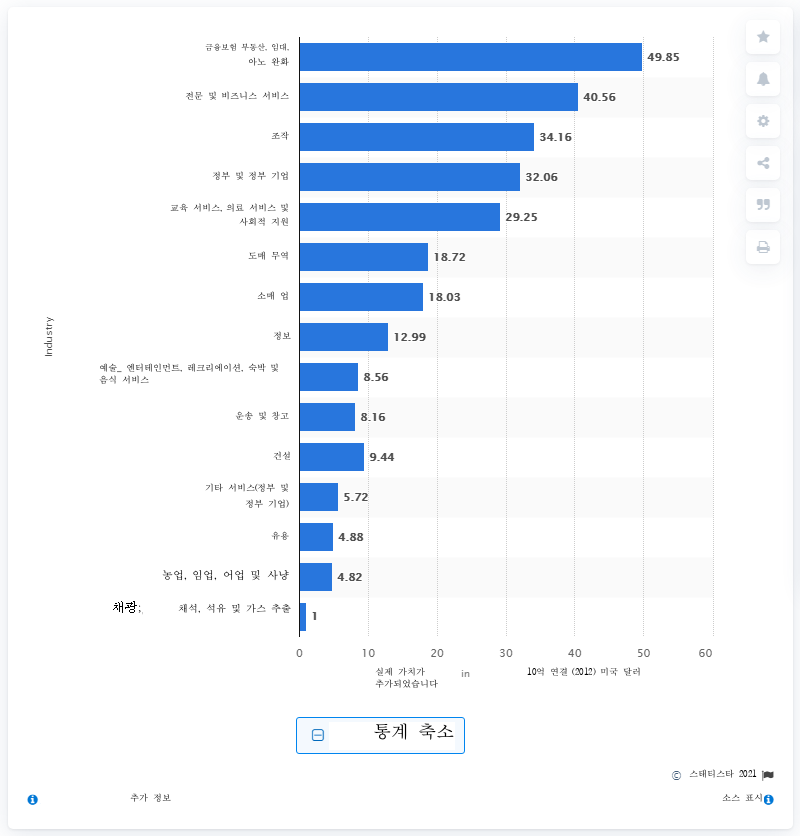 금융보험 부동산, 임대,
아노 완화
49.85
전문 및 비즈니스 서비스
40.56
조작
34.16
정부 및 정부 기업
32.06
교육 서비스, 의료 서비스 및
사회적 지원
29.25
도매 무역
18.72
소매 업
18.03
정보
12.99
예술_ 엔터테인먼트, 레크리에이션, 숙박 및
음식 서비스
8.56
운송 및 창고
8.16
건설
9.44
기타 서비스(정부 및
정부 기업)
5.72
유용
4.88
농업, 임업, 어업 및 사냥
4.82
채광; 채석, 석유 및 가스 추출
1
Industry
0 10 20 30 40 50 60
실제 가치가
추가되었습니다
in
10억 연결 (2012) 미국 달러
통계 축소
© 스태티스타 2021
추가 정보
소스 표시